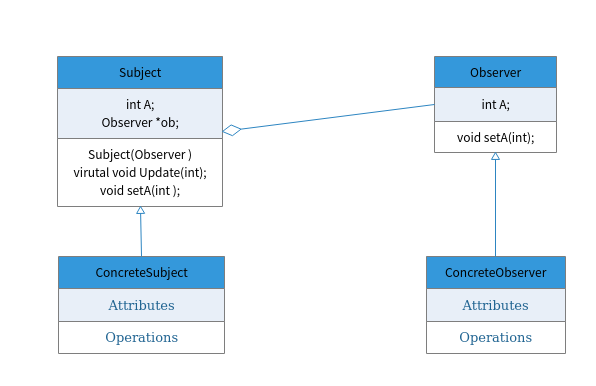 Subject
int A;
Observer *ob;
Subject(Observer )
virutal void Update(int);
void setA(int );
Observer
int A;
void setA(int);
ConcreteSubject
Attributes
Operations
ConcreteObserver
Attributes
Operations